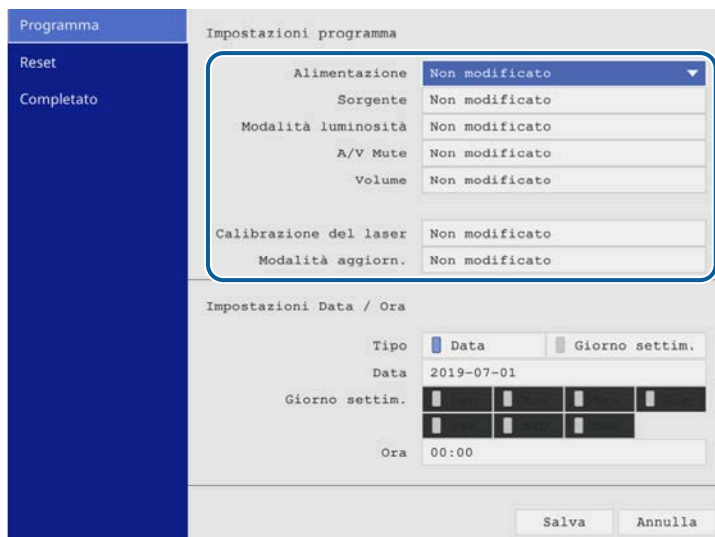 Programma
Reset
Completato
Impostazioni programma
Alimentazione Non modificato
Sorgente Non modificato
Modalità luminosità Non modificato
A/V Mute Non modificato
Volume Non modificato
Calibrazione del laser Non modificato
Modalità aggiorn. Non modificato
Impostazioni Data / Ora
Tipo Data Giorno settim.
Data 2019-07-01
Giorno settim.
Ora 00:00
Salva Annulla